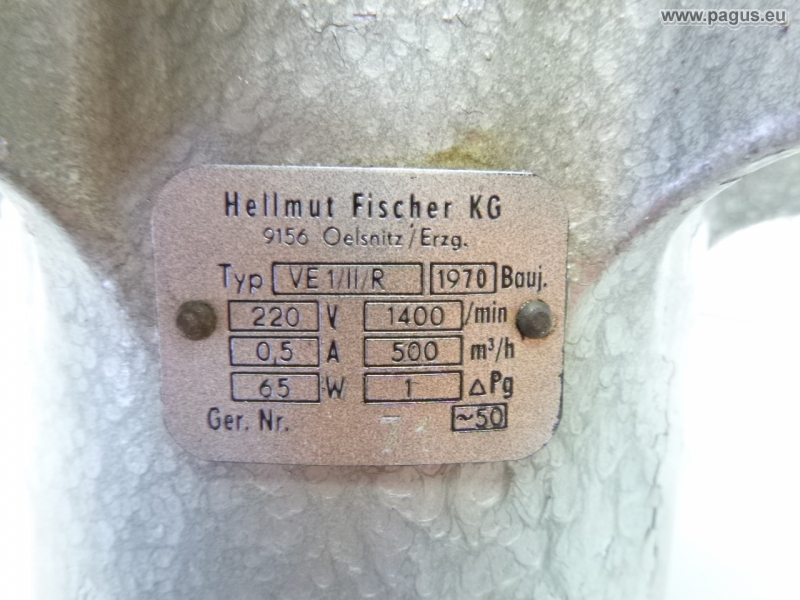 www.pagus.eu
Hellmut Fischer KG
9156 Oelsnitz/Erzg.
Typ VE 1/II/R 1970 Bauj.
220 V 1400 /min
0,5 A 500 m³/h
65 W 1 △Pg
Ger. Nr. ~50